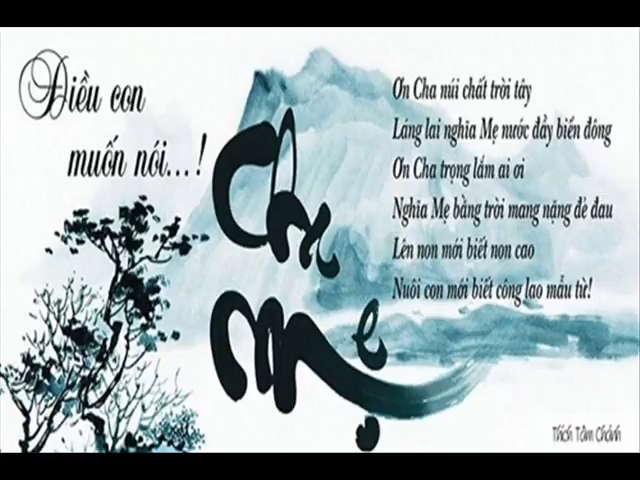 Điều con
muốn nói...!
Cha
Mẹ
Ơn Cha núi chất trời tây
Láng lai nghĩa Mẹ nước đầy biển đông
Ơn Cha trọng lắm ai ơi
Nghĩa Mẹ bằng trời mang nặng đẻ đau
Lên non mới biết non cao
Nuôi con mới biết công lao mẫu từ!
Thích Tâm Chánh